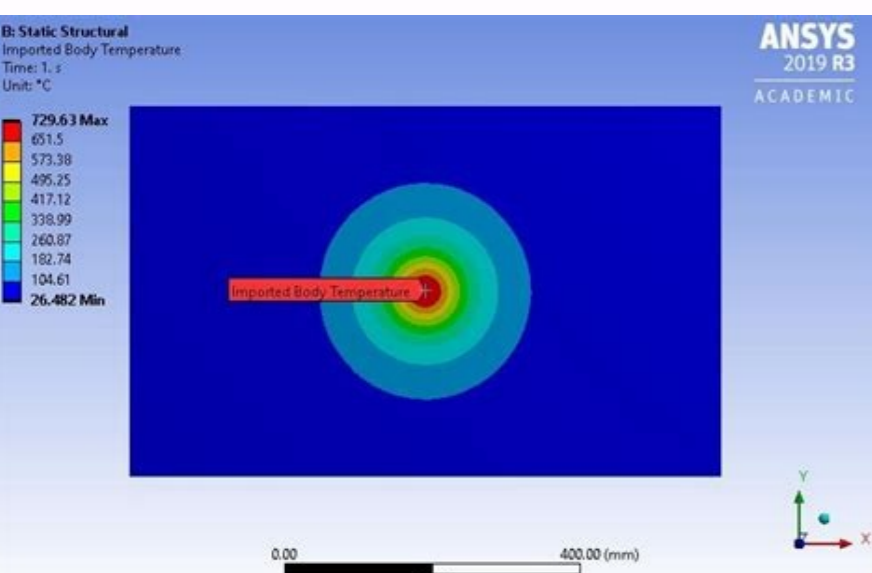 B: Static Structural
Imported Body Temperature
Time: 1. s
Unit: °C
ANSYS
2019 R3
ACADEMIC
729.63 Max
651.5
573.38
495.25
417.12
338.99
260.87
182.74
104.61
26.482 Min
Imported Body Temperature
Y
Z
X
0.00
400.00 (mm)